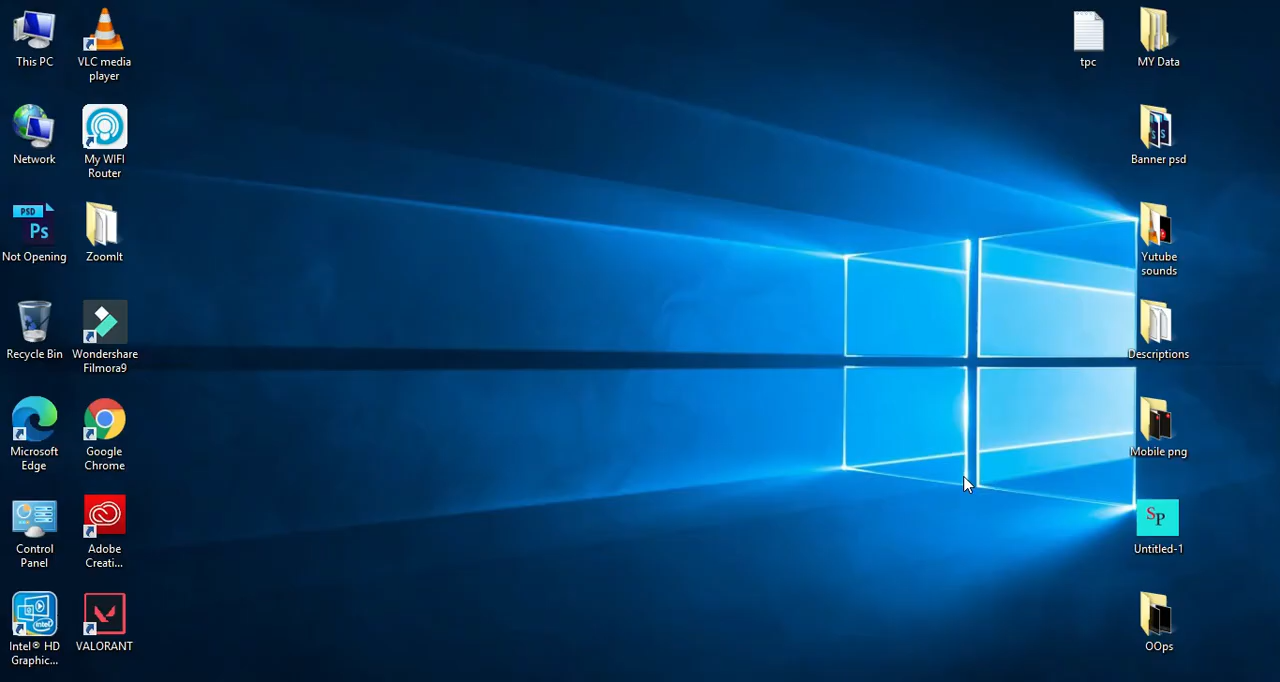 This PC
VLC media
player
tpc
MY Data
Network
My WIFI
Router
Banner psd
PSD
Ps
Not Opening
ZoomIt
Yutube
sounds
Recycle Bin
Wondershare
Filmora9
Descriptions
Microsoft
Edge
Google
Chrome
Mobile png
Control
Panel
Adobe
Creati...
SP
Untitled-1
intel
Intel® HD
Graphic...
VALORANT
OOps